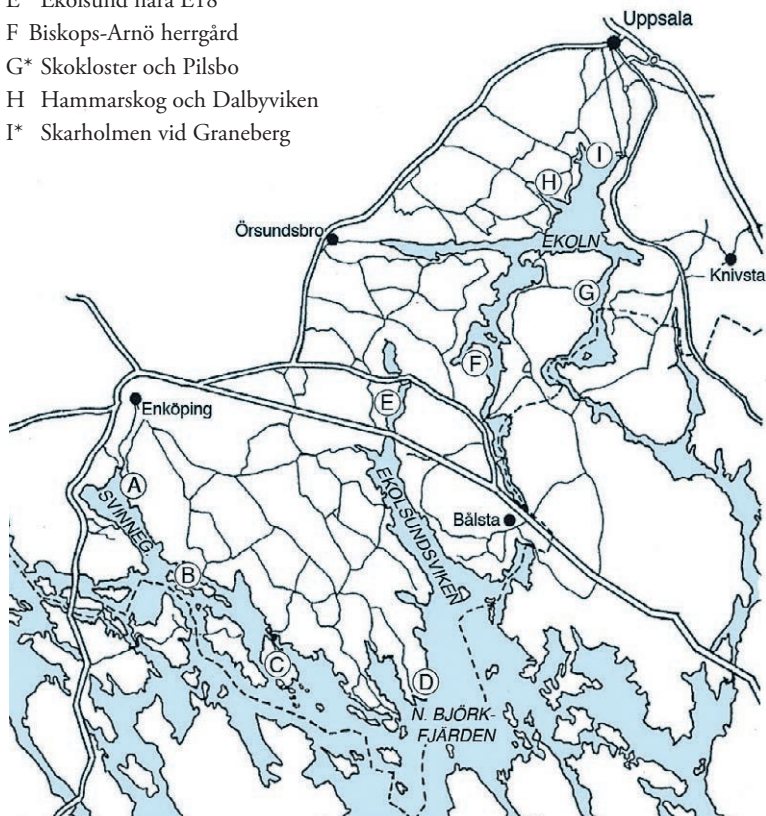 E Ekolsund nära E18
F Biskops-Arnö herrgård
G* Skokloster och Pilsbo
H Hammarskog och Dalbyviken
I* Skarholmen vid Graneberg
Uppsala
I
H
Örsundsbro
EKOLN
Knivsta
G
F
E
Enköping
A
SVINNEG.
EKOLSUNDSVIKEN
Bålsta
B
C
D
N. BJÖRK-
FJÄRDEN